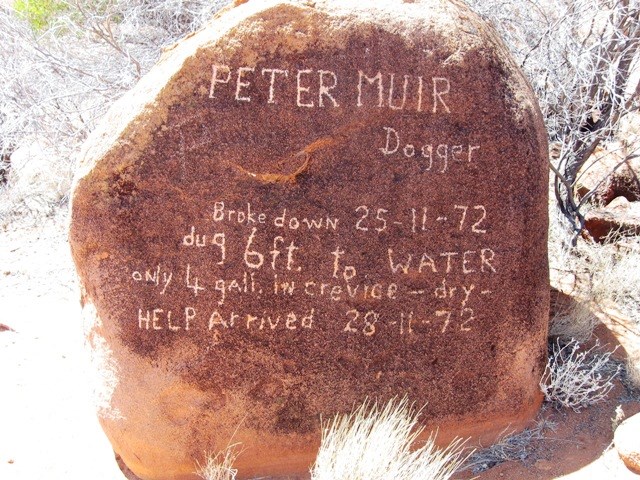 PETER MUIR
Dogger
Broke down 25-11-72
dug 6ft. to WATER
only 4 gall. in crevice - dry -
HELP Arrived 28-11-72